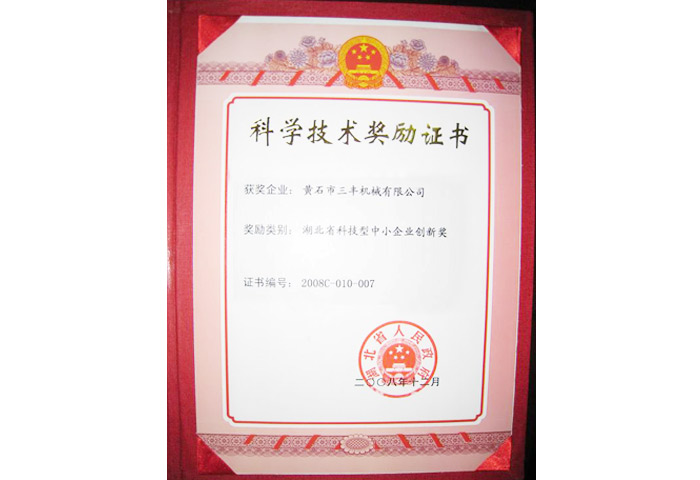 科学技术奖励证书
获奖企业：黄石市三丰机械有限公司
奖励类别：湖北省科技型中小企业创新奖
证书编号：2008C-010-007
湖北省人民政府
二〇〇八年十二月